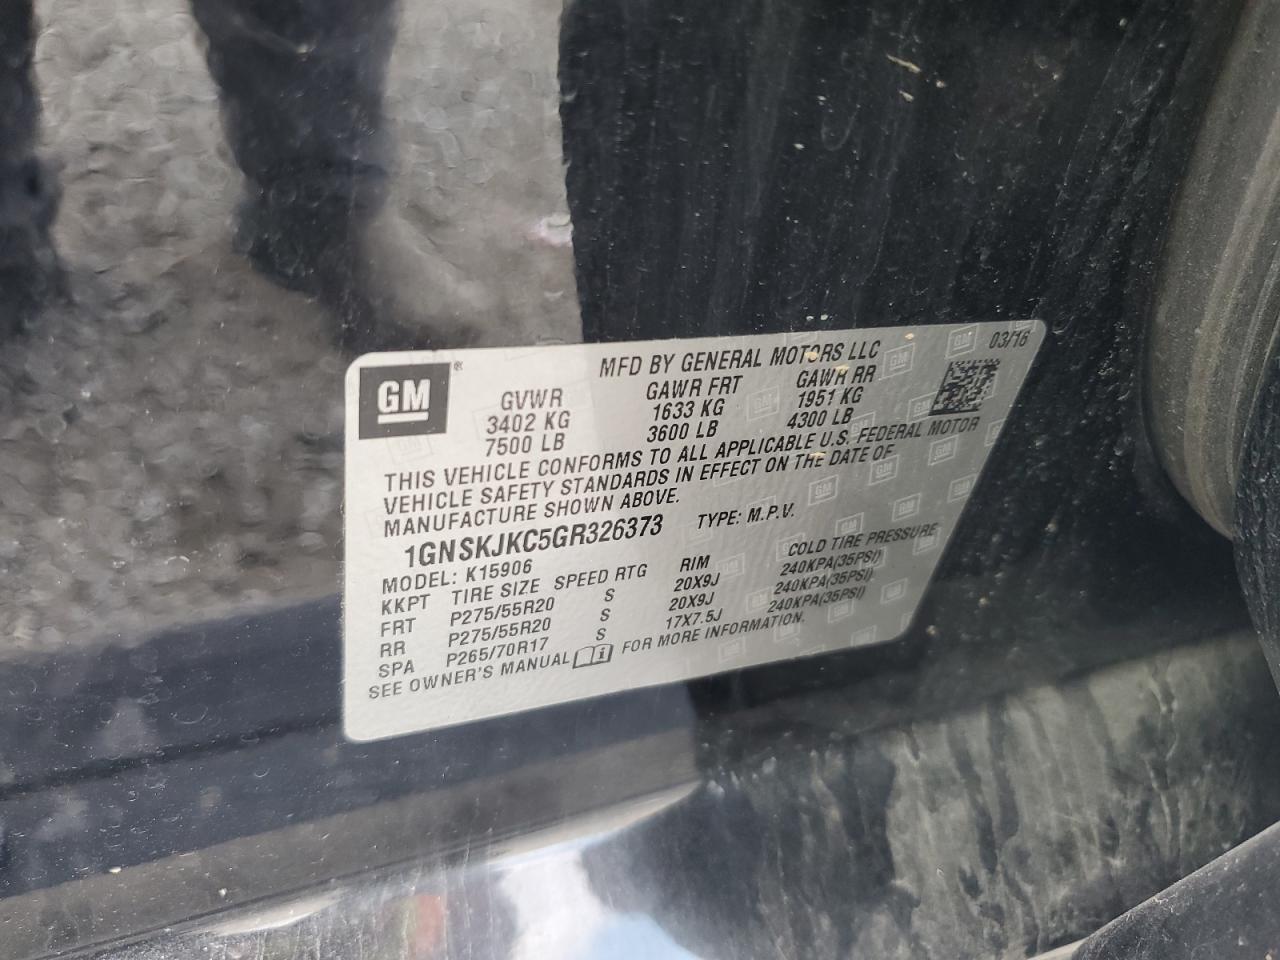 GM ®
MFD BY GENERAL MOTORS LLC 03/16
GVWR GAWR FRT GAWR RR
3402 KG 1633 KG 1951 KG
7500 LB 3600 LB 4300 LB
THIS VEHICLE CONFORMS TO ALL APPLICABLE U.S. FEDERAL MOTOR
VEHICLE SAFETY STANDARDS IN EFFECT ON THE DATE OF
MANUFACTURE SHOWN ABOVE.
1GNSKJKC5GR326373 TYPE: M.P.V.
MODEL: K15906
KKPT TIRE SIZE SPEED RTG RIM COLD TIRE PRESSURE
FRT P275/55R20 S 20X9J 240KPA(35PSI)
RR P275/55R20 S 20X9J 240KPA(35PSI)
SPA P265/70R17 S 17X7.5J 240KPA(35PSI)
SEE OWNER'S MANUAL FOR MORE INFORMATION.